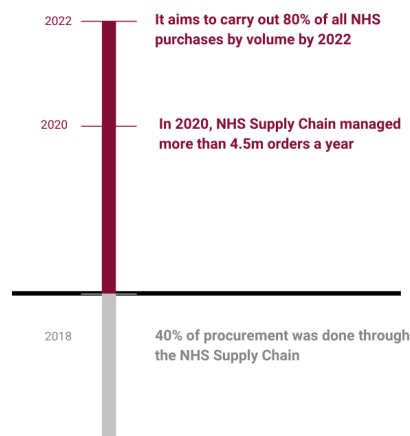 2022
It aims to carry out 80% of all NHS
purchases by volume by 2022
2020
In 2020, NHS Supply Chain managed
more than 4.5m orders a year
2018
40% of procurement was done through
the NHS Supply Chain